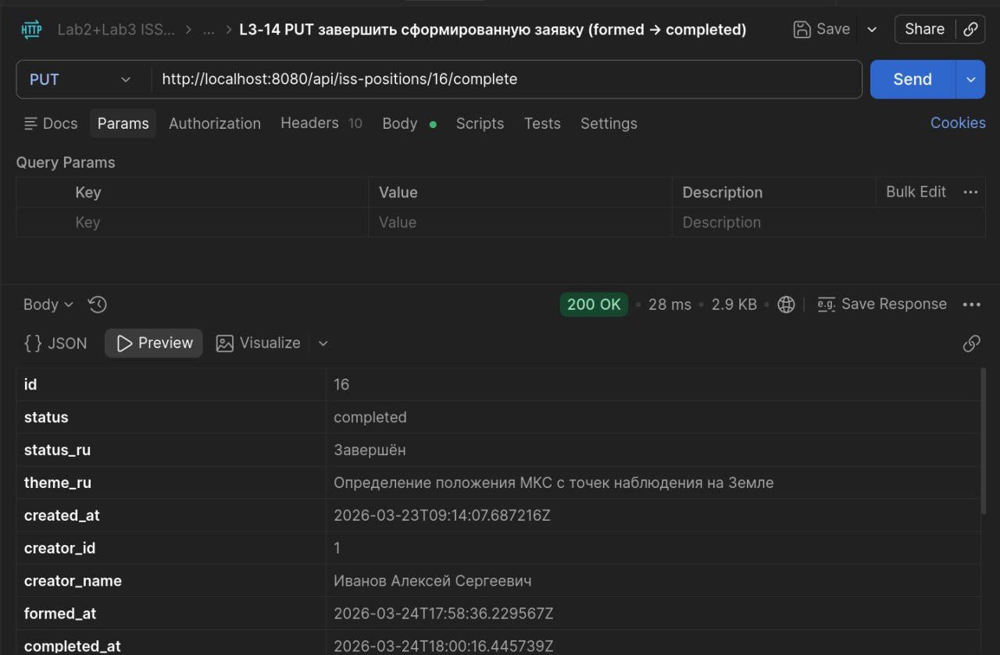 HTTP Lab2+Lab3 ISS... > ... > L3-14 PUT завершить сформированную заявку (formed → completed) Save Share
PUT http://localhost:8080/api/iss-positions/16/complete Send
Docs Params Authorization Headers 10 Body Scripts Tests Settings Cookies
Query Params
Key Value Description Bulk Edit ...
Key Value Description
Body 200 OK • 28 ms • 2.9 KB • e.g. Save Response ...
{ } JSON Preview Visualize
id 16
status completed
status_ru Завершён
theme_ru Определение положения МКС с точек наблюдения на Земле
created_at 2026-03-23T09:14:07.687216Z
creator_id 1
creator_name Иванов Алексей Сергеевич
formed_at 2026-03-24T17:58:36.229567Z
completed_at 2026-03-24T18:00:16.445739Z